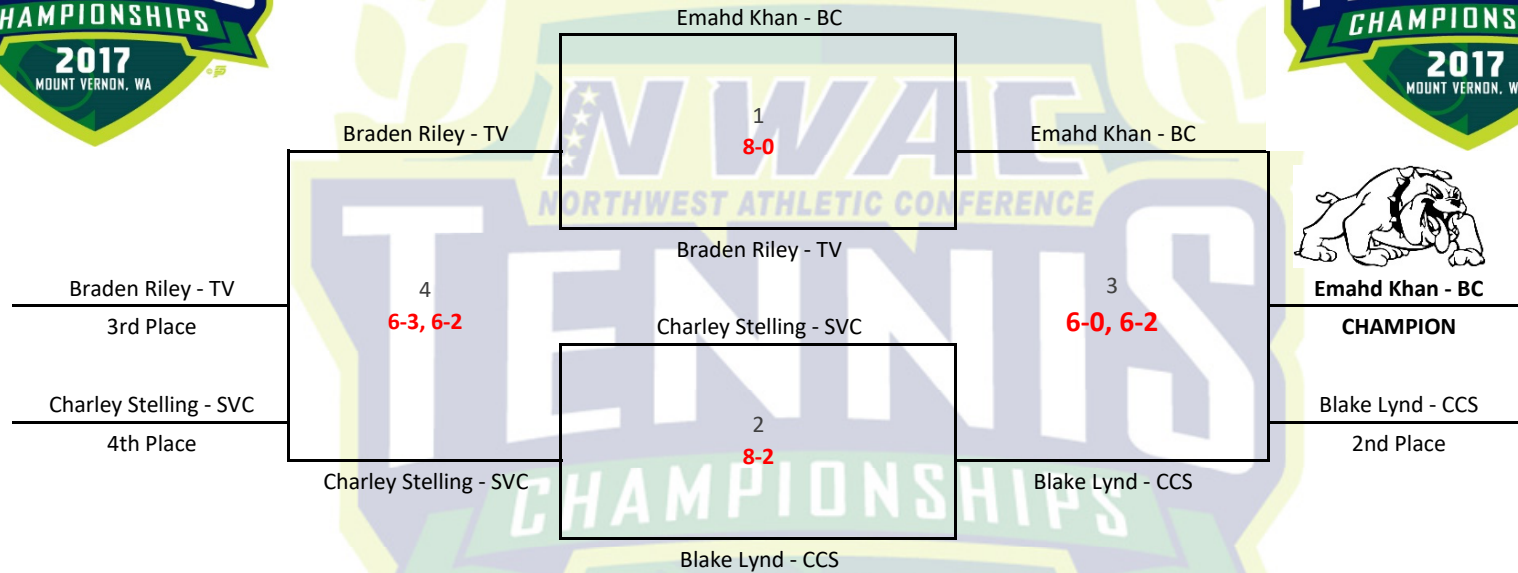 HAMPIONSHIPS
2017
MOUNT VERNON, WA
CHAMPIONS
2017
MOUNT VERNON, W
NWAC
NORTHWEST ATHLETIC CONFERENCE
TENNIS
CHAMPIONSHIPS
Emahd Khan - BC
1
8-0
Braden Riley - TV
Emahd Khan - BC
Braden Riley - TV
Braden Riley - TV
3rd Place
4
6-3, 6-2
Charley Stelling - SVC
3
6-0, 6-2
Emahd Khan - BC
CHAMPION
Charley Stelling - SVC
4th Place
2
8-2
Blake Lynd - CCS
2nd Place
Charley Stelling - SVC
Blake Lynd - CCS
Blake Lynd - CCS